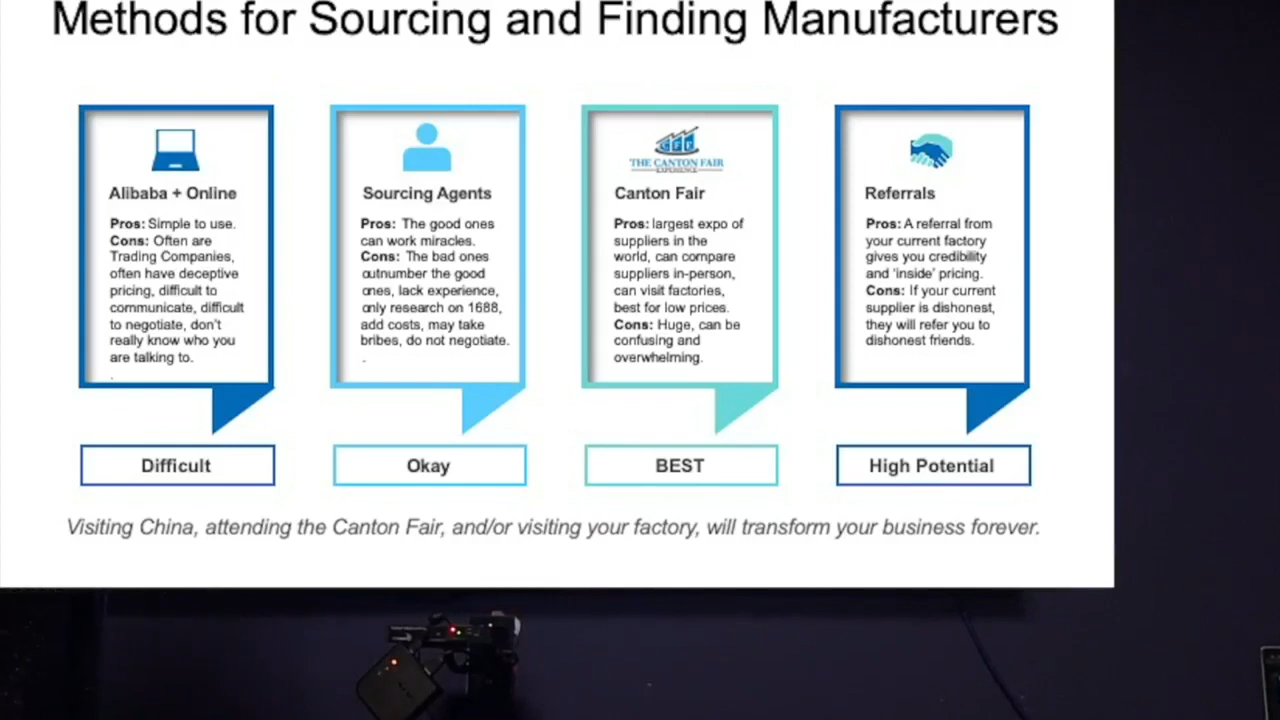 Methods for Sourcing and Finding Manufacturers
Alibaba + Online
Pros: Simple to use.
Cons: Often are
Trading Companies,
often have deceptive
pricing, difficult to
communicate, difficult
to negotiate, don't
really know who you
are talking to.
.
Sourcing Agents
Pros: The good ones
can work miracles.
Cons: The bad ones
outnumber the good
ones, lack experience,
only research on 1688,
add costs, may take
bribes, do not negotiate.
.
THE CANTON FAIR
EXPERIENCE
Canton Fair
Pros: largest expo of
suppliers in the
world, can compare
suppliers in-person,
can visit factories,
best for low prices.
Cons: Huge, can be
confusing and
overwhelming.
Referrals
Pros: A referral from
your current factory
gives you credibility
and 'inside' pricing.
Cons: If your current
supplier is dishonest,
they will refer you to
dishonest friends.
Difficult
Okay
BEST
High Potential
Visiting China, attending the Canton Fair, and/or visiting your factory, will transform your business forever.